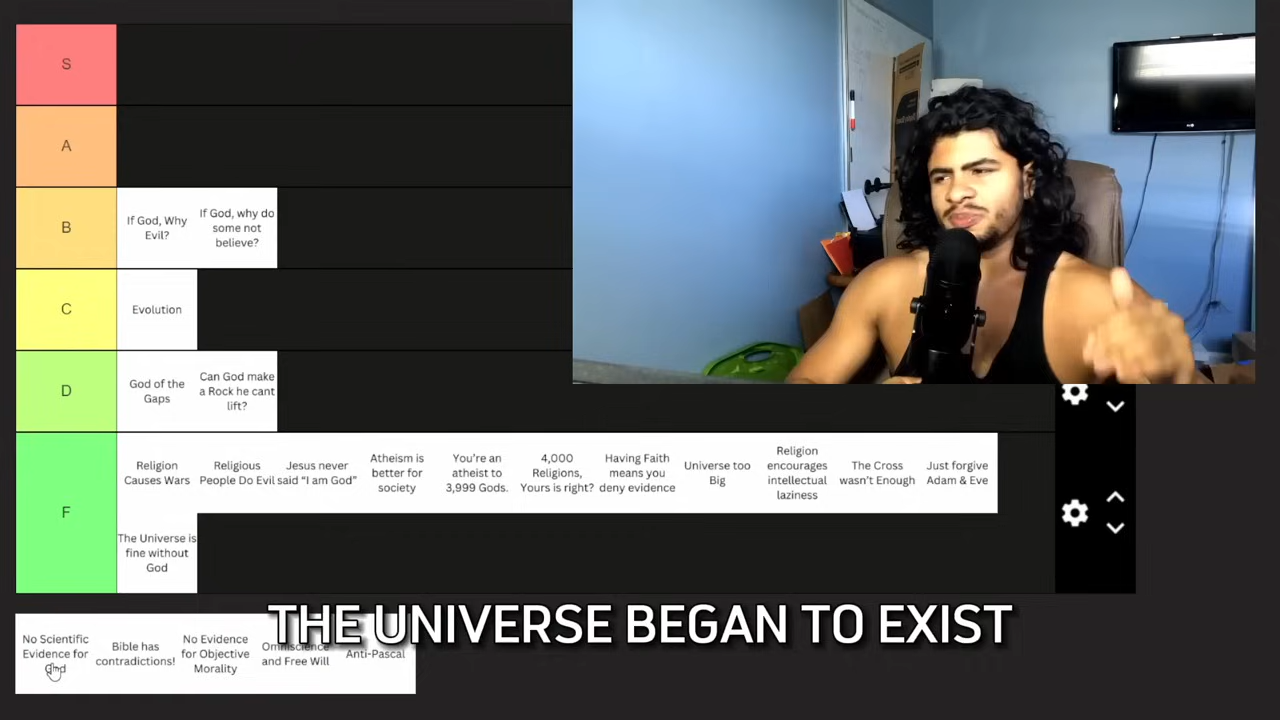 S
A
B
If God, Why
Evil?
If God, why do
some not
believe?
C
Evolution
D
God of the
Gaps
Can God make
a Rock he cant
lift?
F
Religion
Causes Wars
Religious
People Do Evil
Jesus never
said “I am God”
Atheism is
better for
society
You’re an
atheist to
3,999 Gods.
4,000
Religions,
Yours is right?
Having Faith
means you
deny evidence
Universe too
Big
Religion
encourages
intellectual
laziness
The Cross
wasn’t Enough
Just forgive
Adam & Eve
The Universe is
fine without
God
THE UNIVERSE BEGAN TO EXIST
No Scientific
Evidence for
God
Bible has
contradictions!
No Evidence
for Objective
Morality
Omniscience
and Free Will
Anti-Pascal